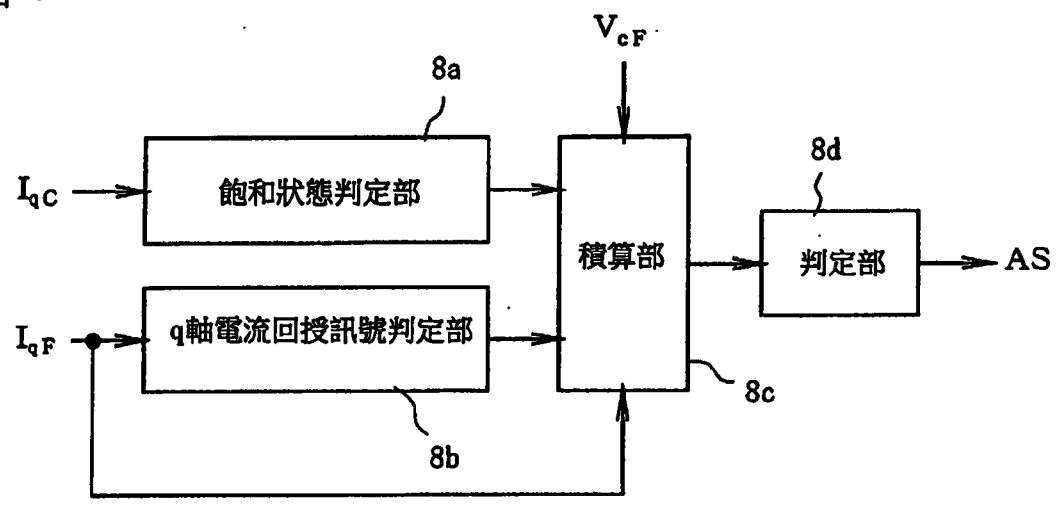 V_cF
8a
I_qC
飽和狀態判定部
8d
積算部
判定部
AS
I_qF
q軸電流回授訊號判定部
8c
8b